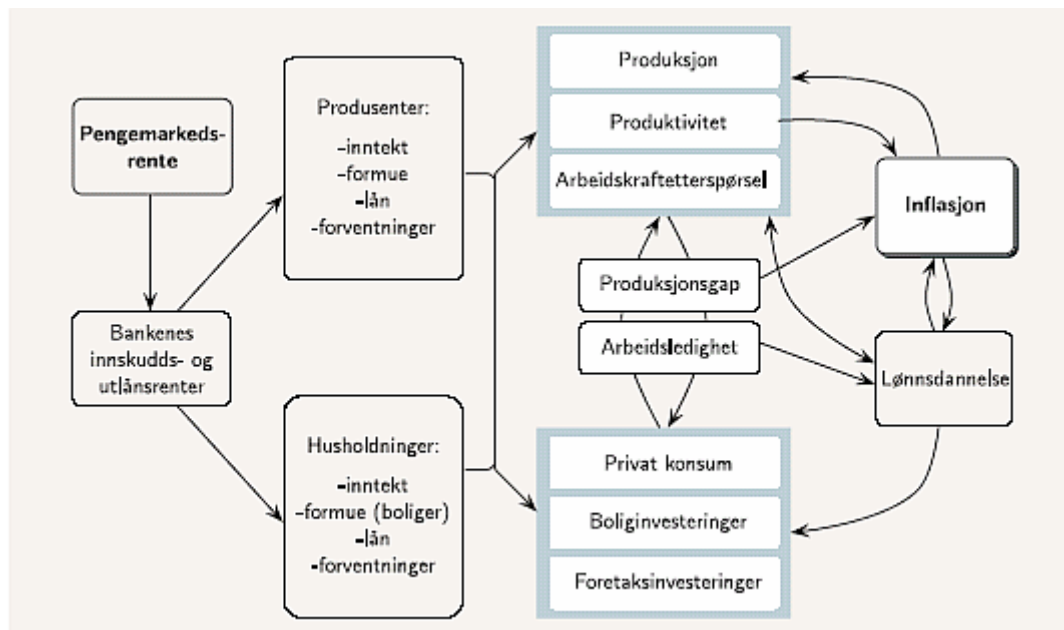 Pengemarkeds-
rente
Bankenes
innskudds- og
utlånsrenter
Produsenter:
-inntekt
-formue
-lån
-forventninger
Husholdninger:
-inntekt
-formue (boliger)
-lån
-forventninger
Produksjon
Produktivitet
Arbeidskraftetterspørsel
Produksjonsgap
Arbeidsledighet
Privat konsum
Boliginvesteringer
Foretaksinvesteringer
Inflasjon
Lønnsdannelse